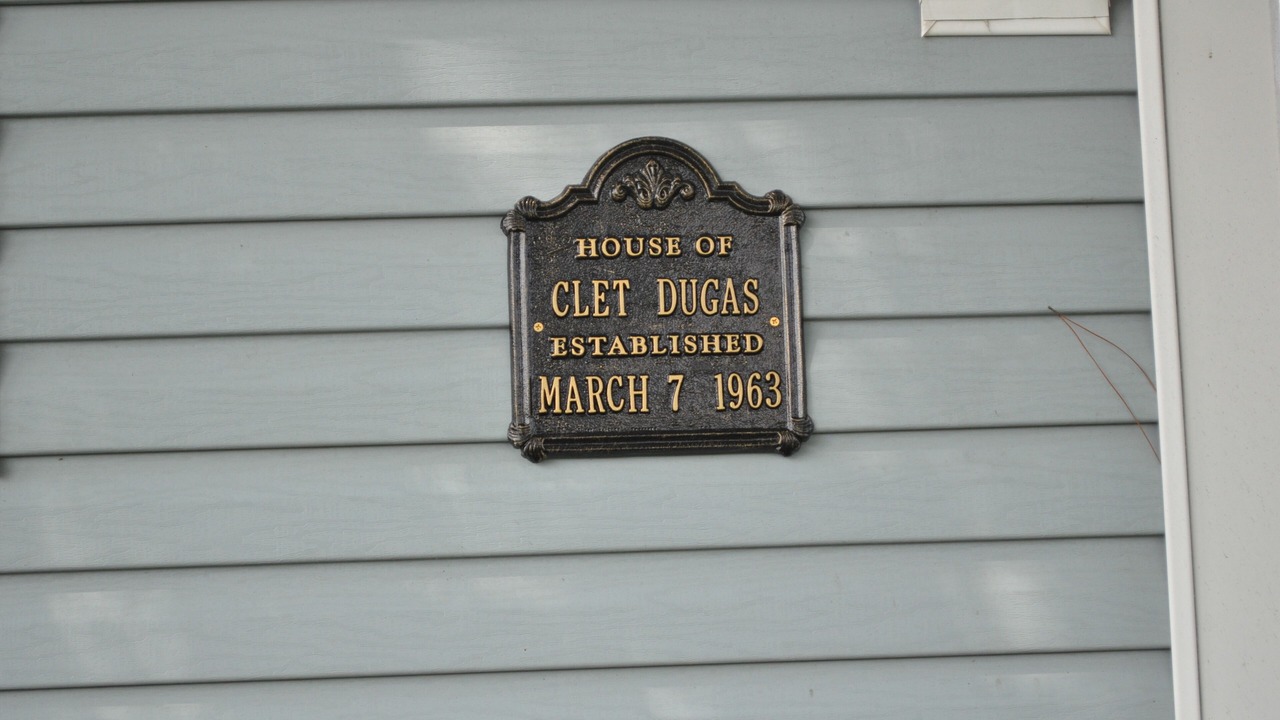 HOUSE OF
CLET DUGAS
ESTABLISHED
MARCH 7 1963